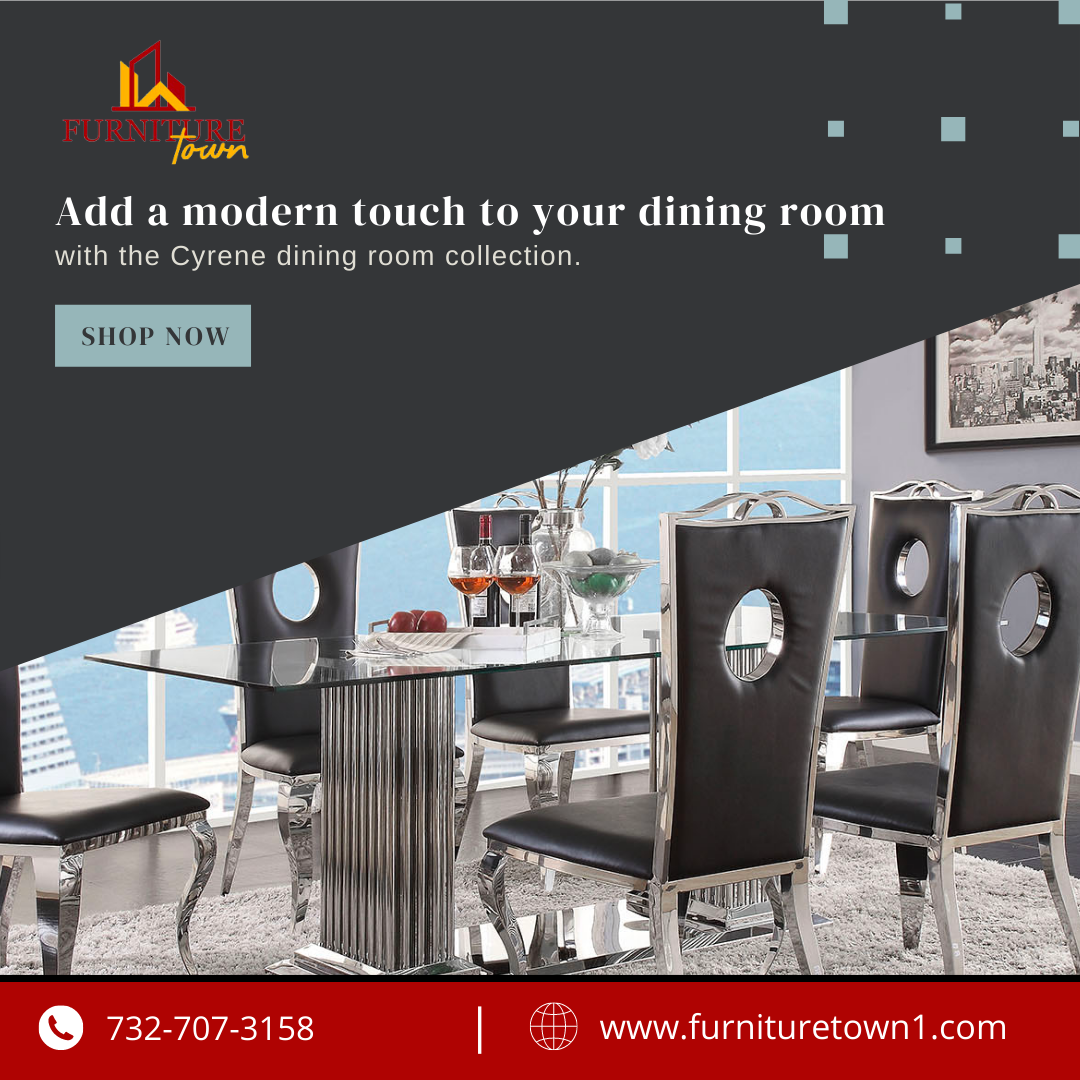 FURNITURE
town
Add a modern touch to your dining room
with the Cyrene dining room collection.
SHOP NOW
732-707-3158 | www.furnituretown1.com